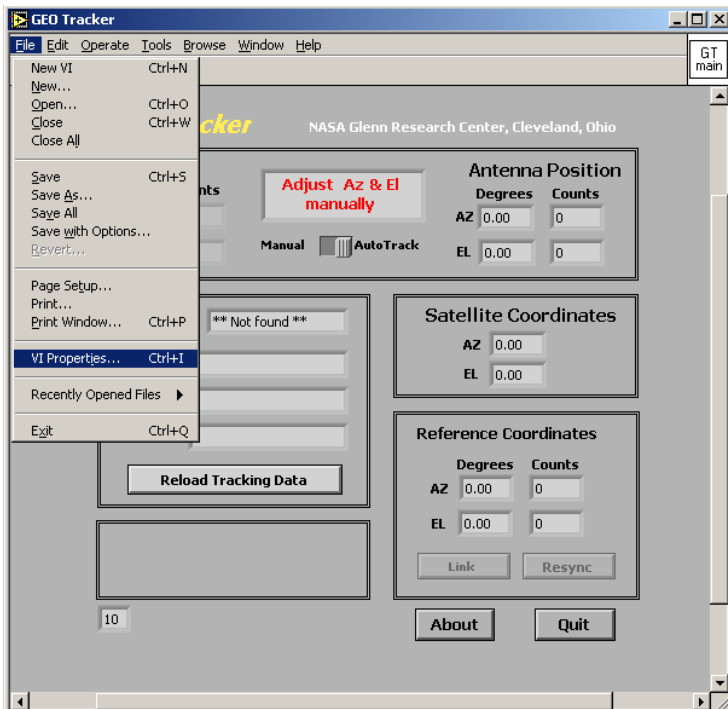 GEO Tracker
File Edit Operate Tools Browse Window Help
GT
main
New VI Ctrl+N
New...
Open... Ctrl+O
Close Ctrl+W
Close All
Save Ctrl+S
Save As...
Save All
Save with Options...
Revert...
Page Setup...
Print...
Print Window... Ctrl+P
VI Properties... Ctrl+I
Recently Opened Files
Exit Ctrl+Q
cker NASA Glenn Research Center, Cleveland, Ohio
nts
Adjust Az & El
manually
Manual AutoTrack
Antenna Position
Degrees Counts
AZ 0.00 0
EL 0.00 0
** Not found **
Reload Tracking Data
Satellite Coordinates
AZ 0.00
EL 0.00
Reference Coordinates
Degrees Counts
AZ 0.00 0
EL 0.00 0
Link Resync
10
About Quit